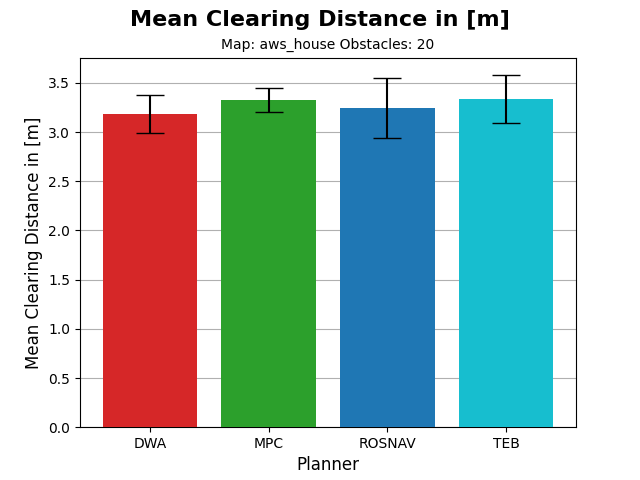 Mean Clearing Distance in [m]
Map: aws_house Obstacles: 20
Mean Clearing Distance in [m]
3.5
3.0
2.5
2.0
1.5
1.0
0.5
0.0
DWA MPC ROSNAV TEB
Planner